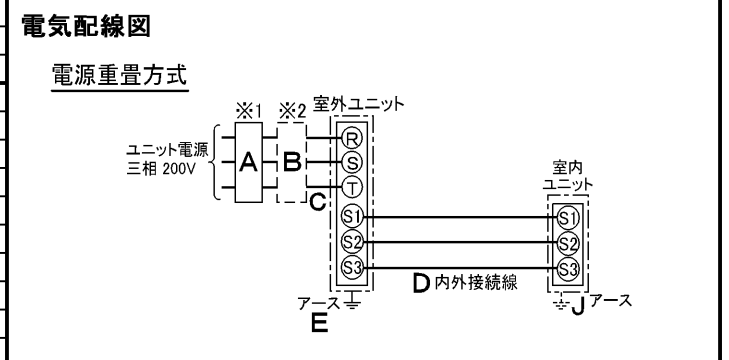 電気配線図
電源重畳方式
※1 ※2 室外ユニット
ユニット電源
三相 200V
A
B
C
R
S
T
S1
S2
S3
室内
ユニット
S1
S2
S3
D 内外接続線
アース
E
J アース